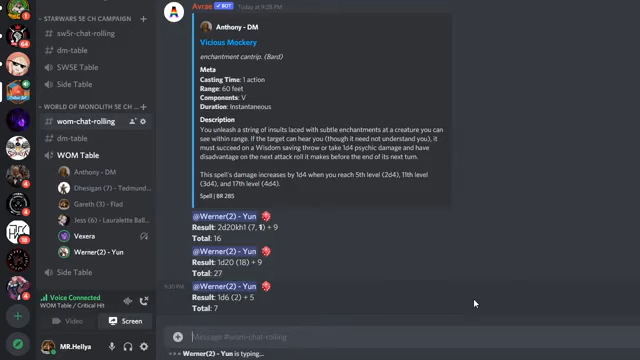 STARWARS 5E CH CAMPAIGN
# sw5r-chat-rolling
# dm-table
SWSE Table
Side Table
WORLD OF MONOLITH 5E CH...
# wom-chat-rolling
# dm-table
WOM Table
Anthony - DM
Dhesigan (7) - Tedmund...
Gareth (3) - Flad
Jess (6) - Lauralette Ball...
Vexera
Werner(2) - Yun
Side Table
Voice Connected
WOM Table / Critical Hit
Video
Screen
MR.Hellya
Avrae BOT Today at 9:28 PM
Anthony - DM
Vicious Mockery
enchantment cantrip. (Bard)
Meta
Casting Time: 1 action
Range: 60 feet
Components: V
Duration: Instantaneous
Description
You unleash a string of insults laced with subtle enchantments at a creature you can
see within range. If the target can hear you (though it need not understand you), it
must succeed on a Wisdom saving throw or take 1d4 psychic damage and have
disadvantage on the next attack roll it makes before the end of its next turn.
This spell's damage increases by 1d4 when you reach 5th level (2d4), 11th level
(3d4), and 17th level (4d4).
Spell | BR 285
@Werner(2) - Yun
Result: 2d20kh1 (7, 1) + 9
Total: 16
@Werner(2) - Yun
Result: 1d20 (18) + 9
Total: 27
9:30 PM @Werner(2) - Yun
Result: 1d6 (2) + 5
Total: 7
Message #wom-chat-rolling
Werner(2) - Yun is typing...